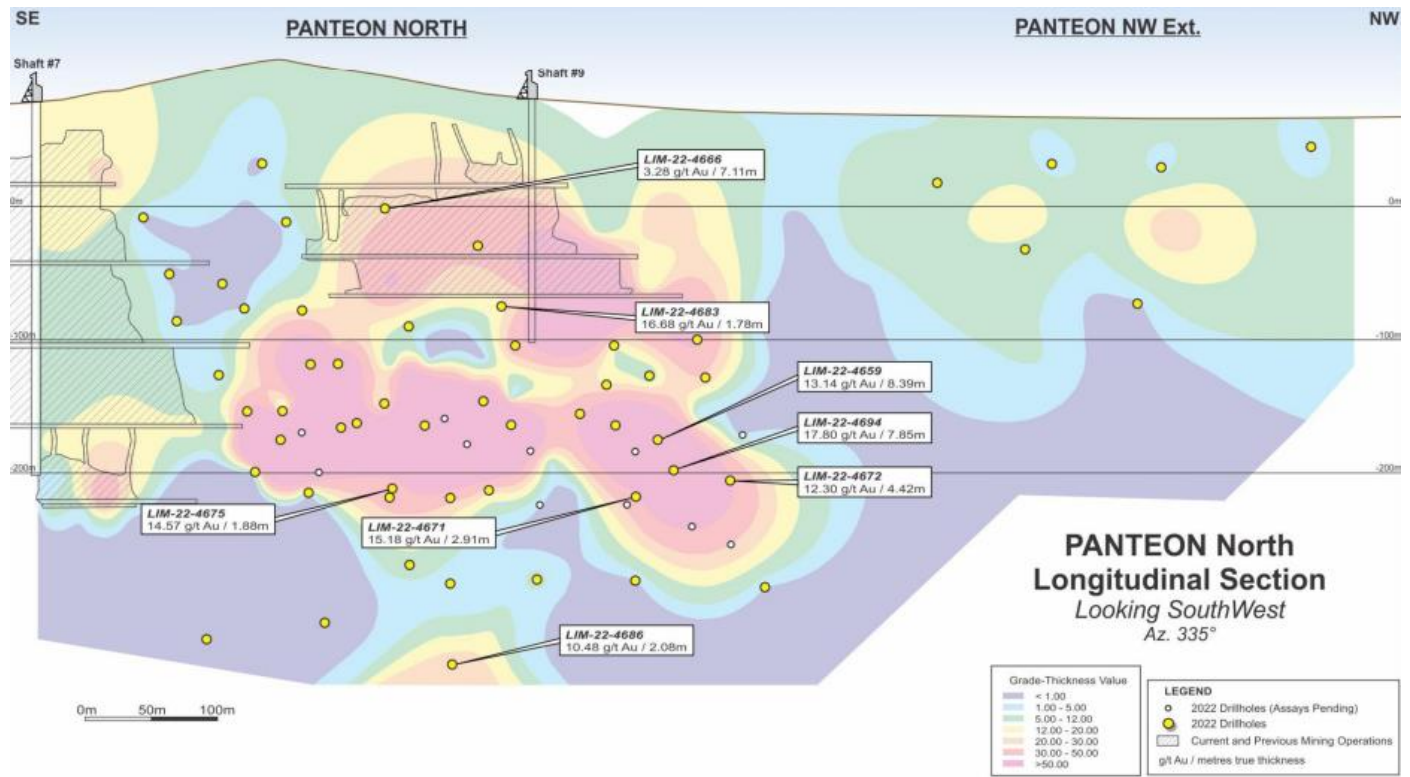 SE
PANTEON NORTH
PANTEON NW Ext.
NW
Shaft #7
Shaft #9
LIM-22-4666
3.28 g/t Au / 7.11m
0m
0m
LIM-22-4683
16.68 g/t Au / 1.78m
-100m
-100m
LIM-22-4659
13.14 g/t Au / 8.39m
LIM-22-4694
17.80 g/t Au / 7.85m
-200m
-200m
LIM-22-4672
12.30 g/t Au / 4.42m
LIM-22-4675
14.57 g/t Au / 1.88m
LIM-22-4671
15.18 g/t Au / 2.91m
PANTEON North
Longitudinal Section
Looking SouthWest
Az. 335°
LIM-22-4686
10.48 g/t Au / 2.08m
0m 50m 100m
Grade-Thickness Value
< 1.00
1.00 - 5.00
5.00 - 12.00
12.00 - 20.00
20.00 - 30.00
30.00 - 50.00
>50.00
LEGEND
2022 Drillholes (Assays Pending)
2022 Drillholes
Current and Previous Mining Operations
g/t Au / metres true thickness